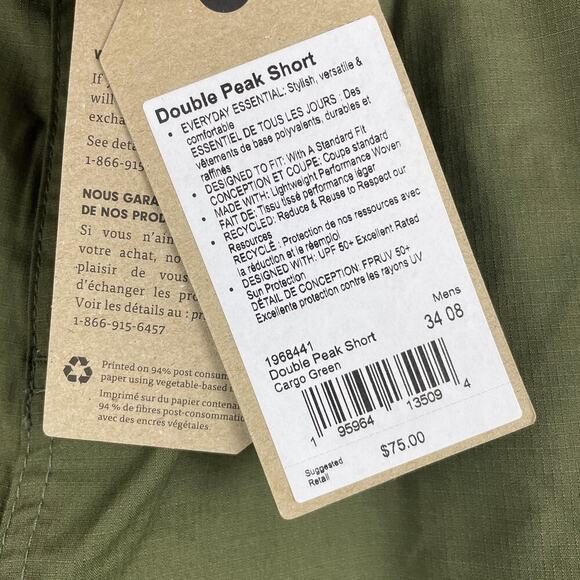 If y
will
excha
See deta
1-866-915
NOUS GARA
DE NOS PROD
Si vous n'ain
votre achat, no
plaisir de vous
d'échanger les pro
Voir les détails au : pr
1-866-915-6457
Printed on 94% post consum
paper using vegetable-based i
Imprimé sur du papier contenan
94 % de fibres post-consommatio
avec des encres végétales.
Double Peak Short
• EVERYDAY ESSENTIAL: Stylish, versatile &
comfortable
ESSENTIEL DE TOUS LES JOURS : Des
vêtements de base polyvalents, durables et
raffinés
• DESIGNED TO FIT: With A Standard Fit
CONCEPTION ET COUPE: Coupe standard
• MADE WITH: Lightweight Performance Woven
FAIT DE: Tissu tissé performance léger
• RECYCLED: Reduce & Reuse to Respect our
Resources
RECYCLÉ : Protection de nos ressources avec
la réduction et le réemploi
• DESIGNED WITH: UPF 50+ Excellent Rated
Sun Protection
DÉTAIL DE CONCEPTION: FPRUV 50+
Excellente protection contre les rayons UV
1968441
Mens
Double Peak Short
34 08
Cargo Green
1 95964 13509 4
Suggested
Retail
$75.00